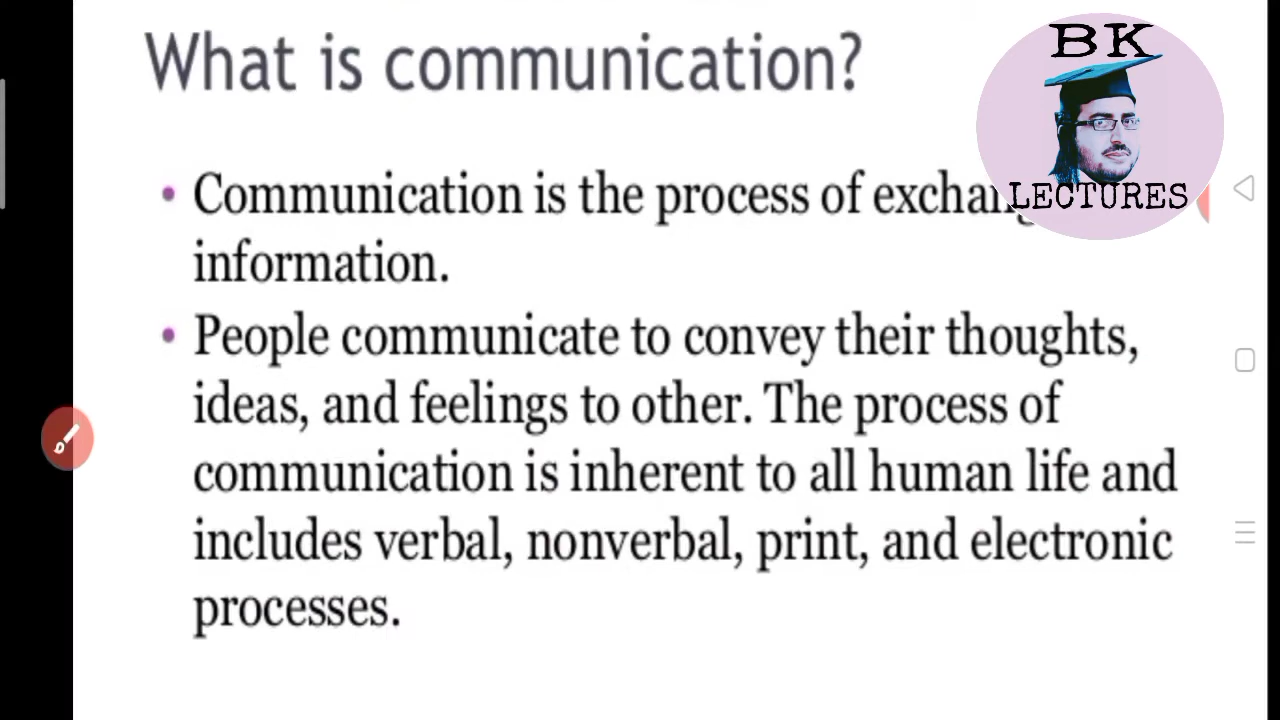 What is communication?
BK
LECTURES
• Communication is the process of
information.
• People communicate to convey their thoughts,
ideas, and feelings to other. The process of
communication is inherent to all human life and
includes verbal, nonverbal, print, and electronic
processes.